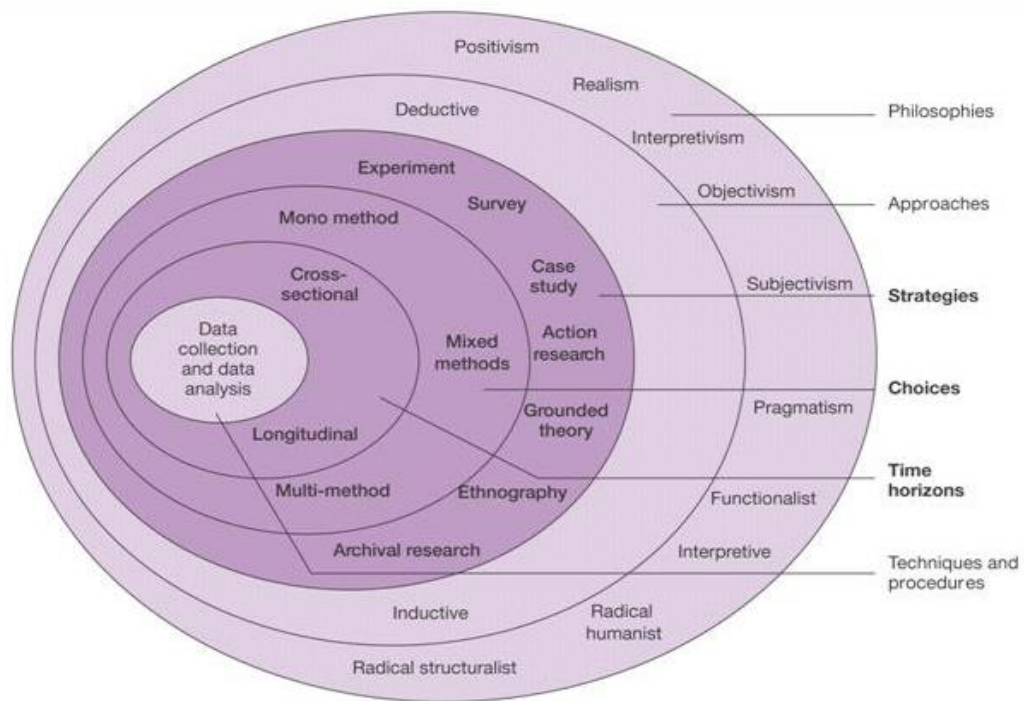 Positivism
Realism
Philosophies
Deductive
Interpretivism
Experiment
Objectivism
Survey
Approaches
Mono method
Case
study
Cross-
sectional
Subjectivism
Strategies
Data
collection
and data
analysis
Mixed
methods
Action
research
Choices
Grounded
theory
Pragmatism
Longitudinal
Time
horizons
Multi-method
Ethnography
Functionalist
Archival research
Interpretive
Techniques and
procedures
Inductive
Radical
humanist
Radical structuralist